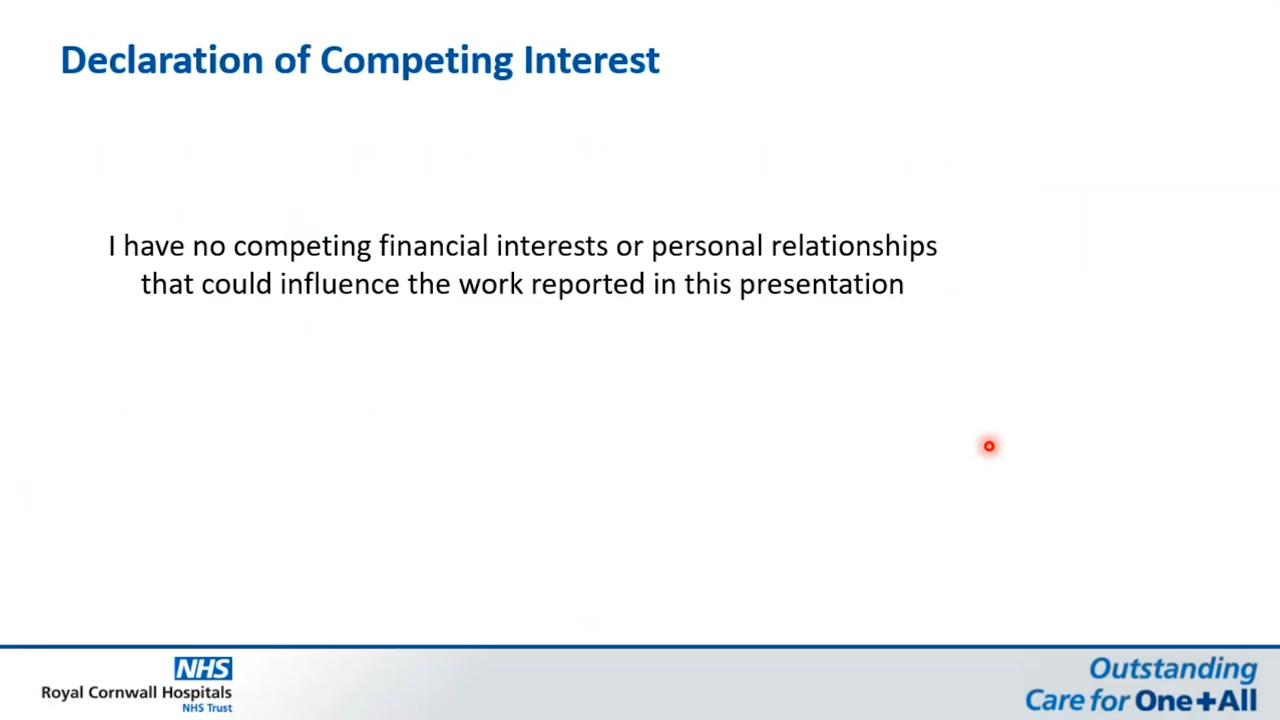 Declaration of Competing Interest
I have no competing financial interests or personal relationships
that could influence the work reported in this presentation
NHS
Royal Cornwall Hospitals
NHS Trust
Outstanding
Care for One+All